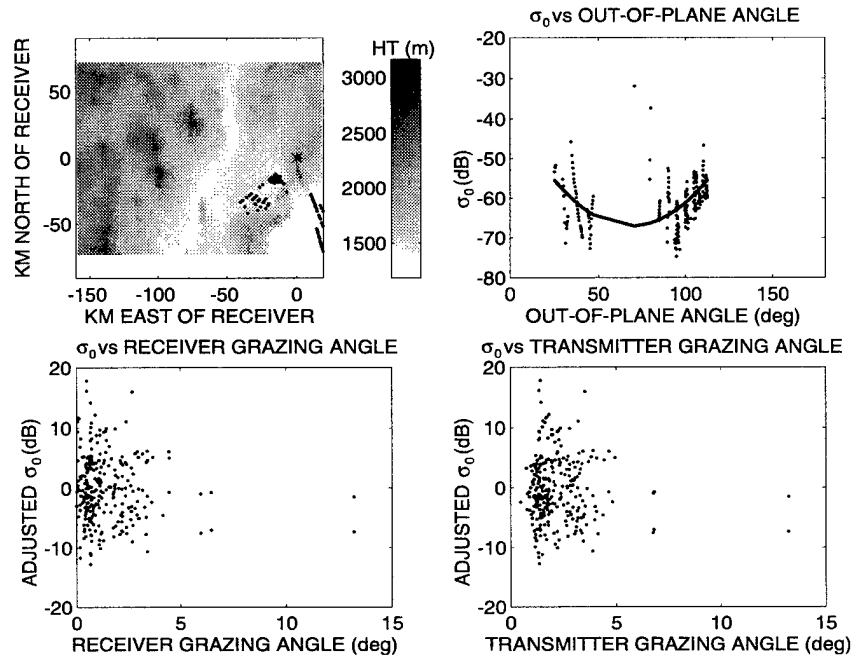 HT (m)
3000
2500
2000
1500
KM NORTH OF RECEIVER
50
0
-50
-150 -100 -50 0
KM EAST OF RECEIVER
σ₀ vs OUT-OF-PLANE ANGLE
σ₀ (dB)
-20
-30
-40
-50
-60
-70
-80
0 50 100 150
OUT-OF-PLANE ANGLE (deg)
σ₀ vs RECEIVER GRAZING ANGLE
ADJUSTED σ₀ (dB)
20
10
0
-10
-20
0 5 10 15
RECEIVER GRAZING ANGLE (deg)
σ₀ vs TRANSMITTER GRAZING ANGLE
ADJUSTED σ₀ (dB)
20
10
0
-10
-20
0 5 10 15
TRANSMITTER GRAZING ANGLE (deg)